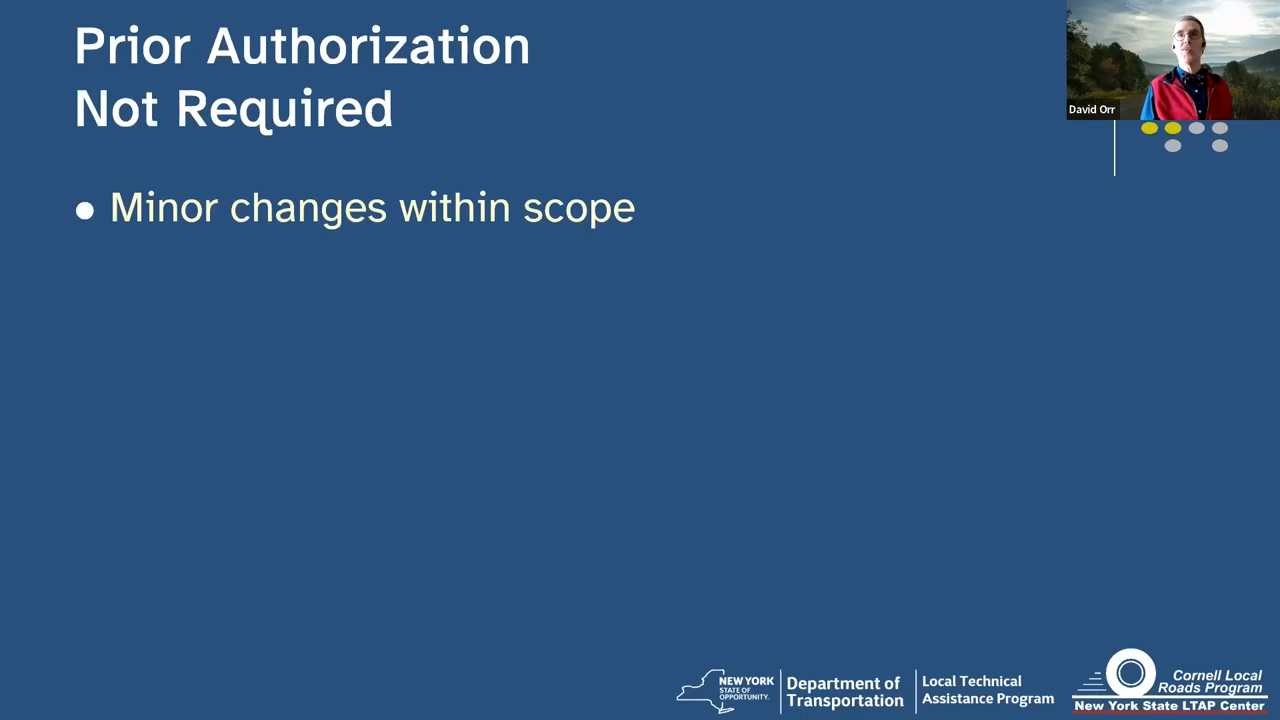 Prior Authorization
Not Required
David Orr
Minor changes within scope
NEW YORK
STATE OF
OPPORTUNITY.
Department of
Transportation
Local Technical
Assistance Program
Cornell Local
Roads Program
New York State LTAP Center